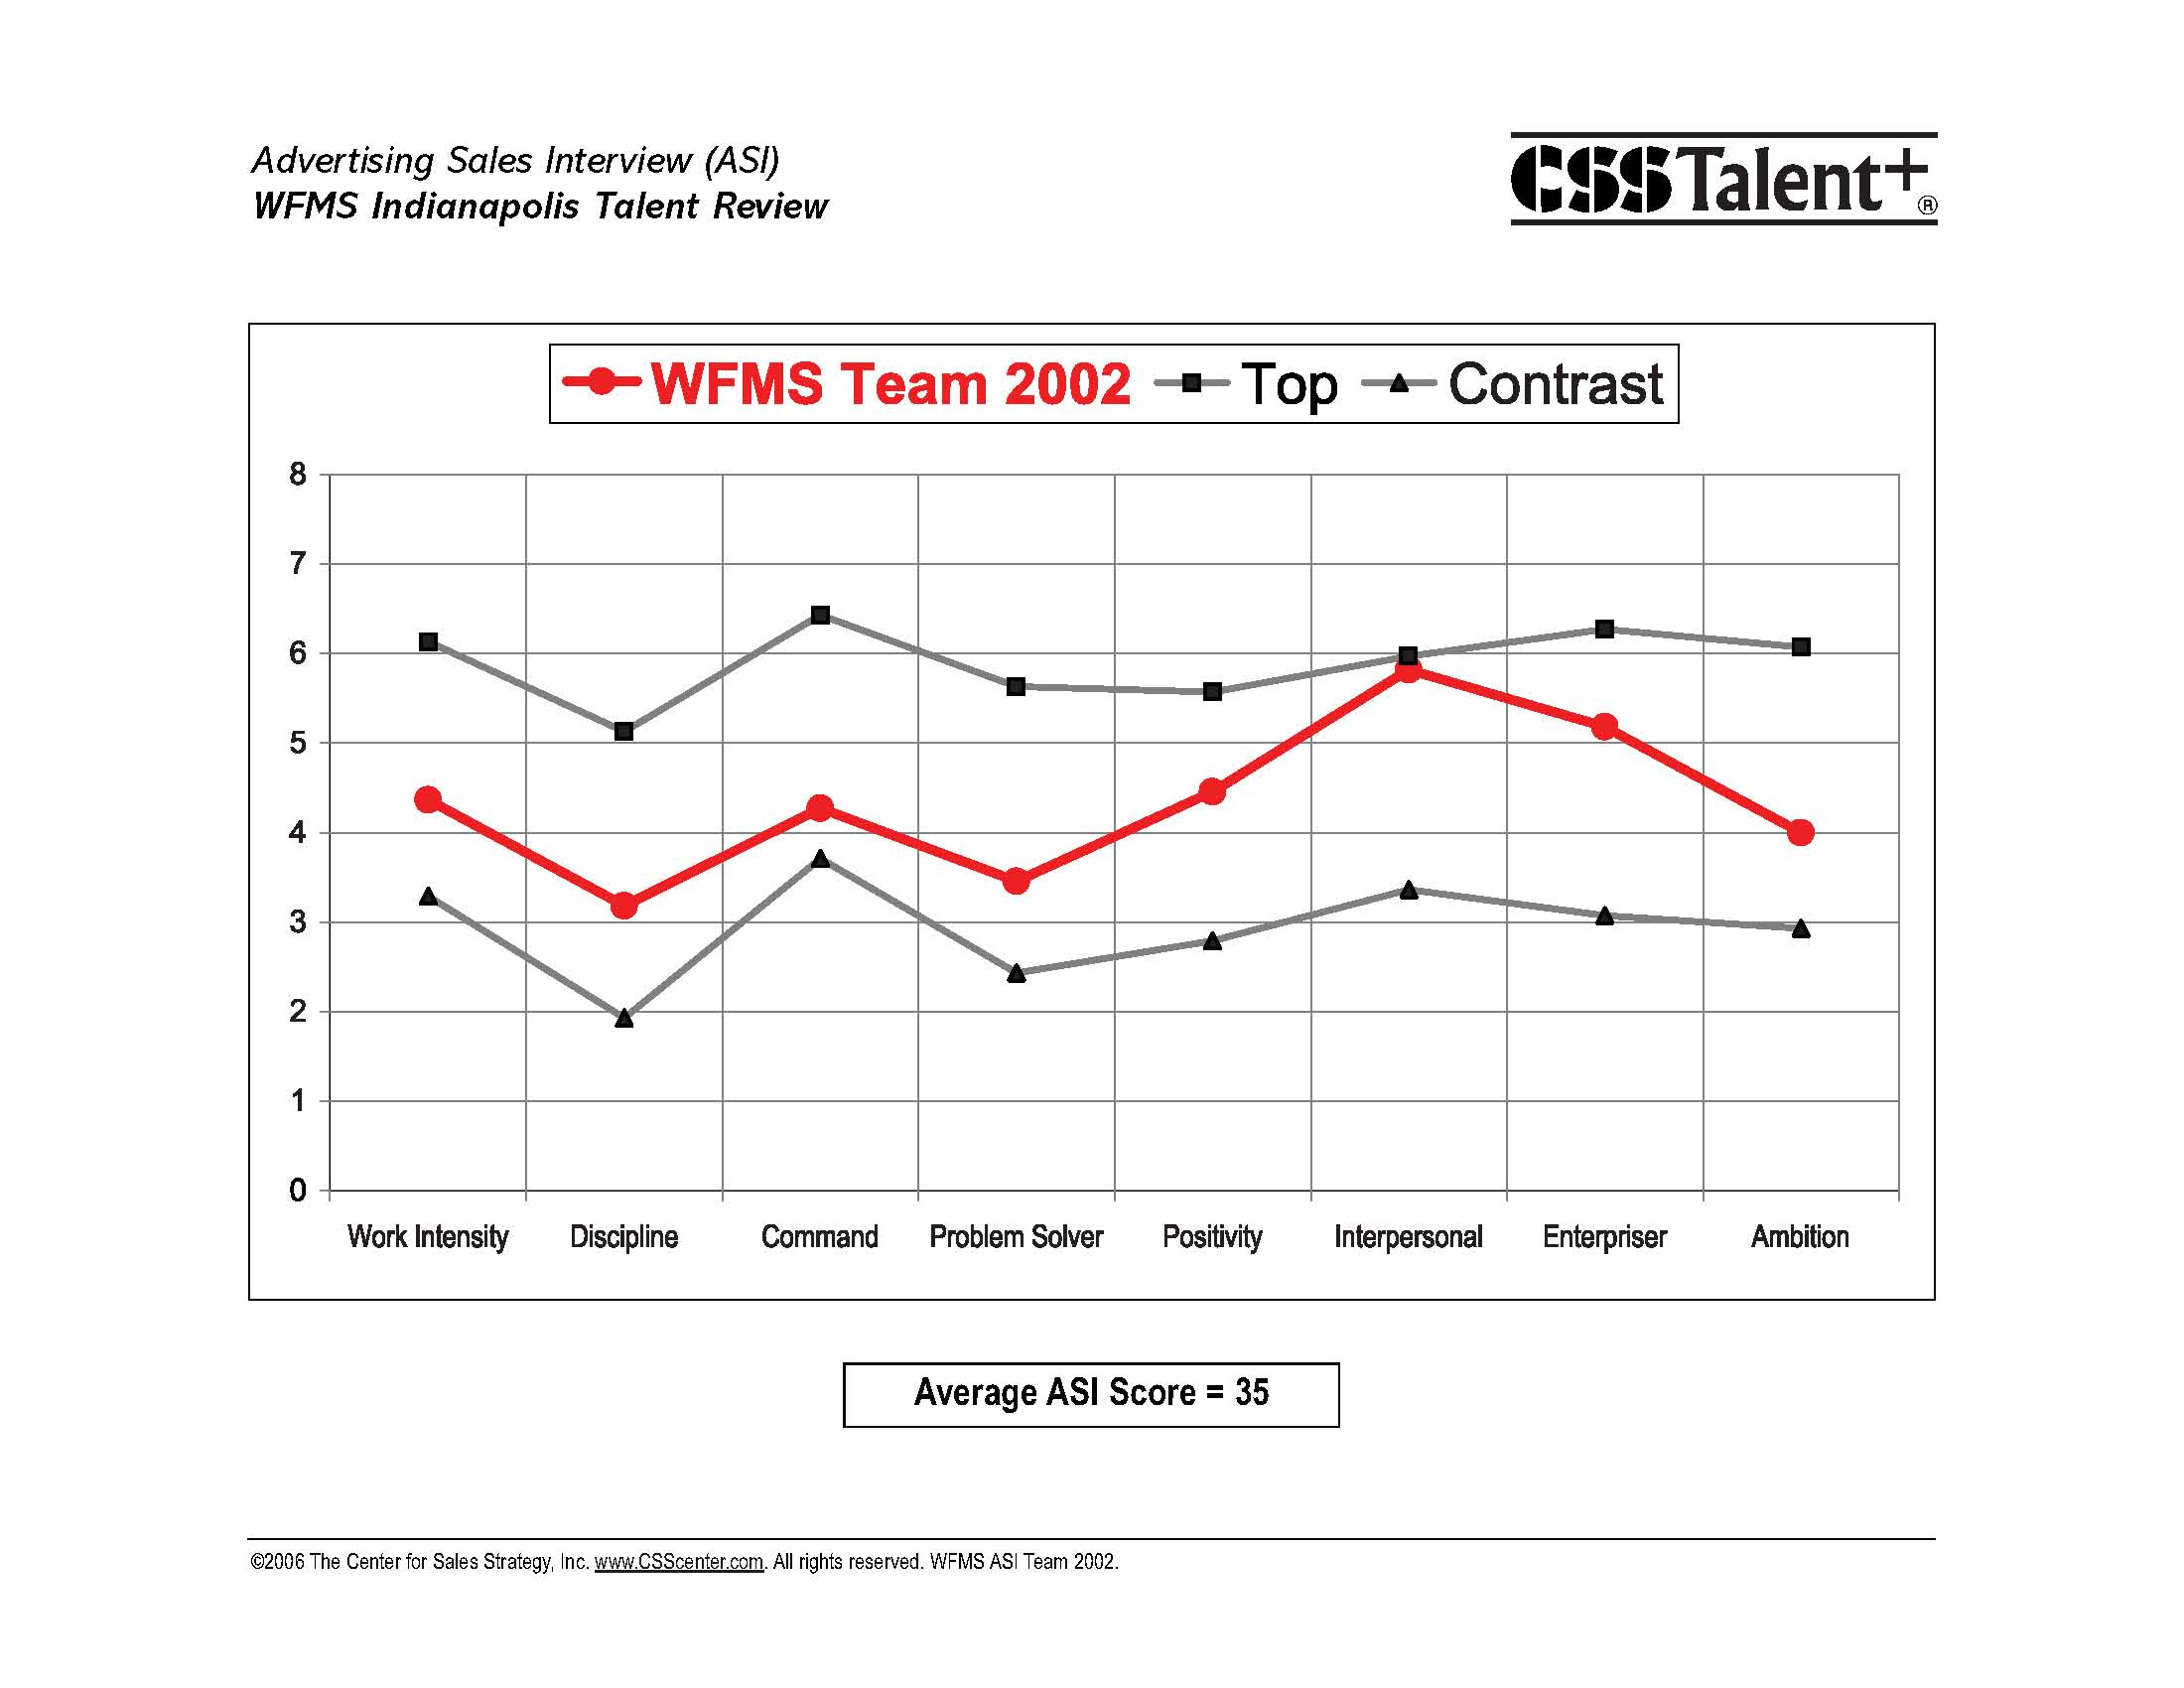 Advertising Sales Interview (ASI)
WFMS Indianapolis Talent Review
CSS Talent+®
WFMS Team 2002 Top Contrast
8
7
6
5
4
3
2
1
0
Work Intensity Discipline Command Problem Solver Positivity Interpersonal Enterpriser Ambition
Average ASI Score = 35
©2006 The Center for Sales Strategy, Inc. www.CSScenter.com. All rights reserved. WFMS ASI Team 2002.